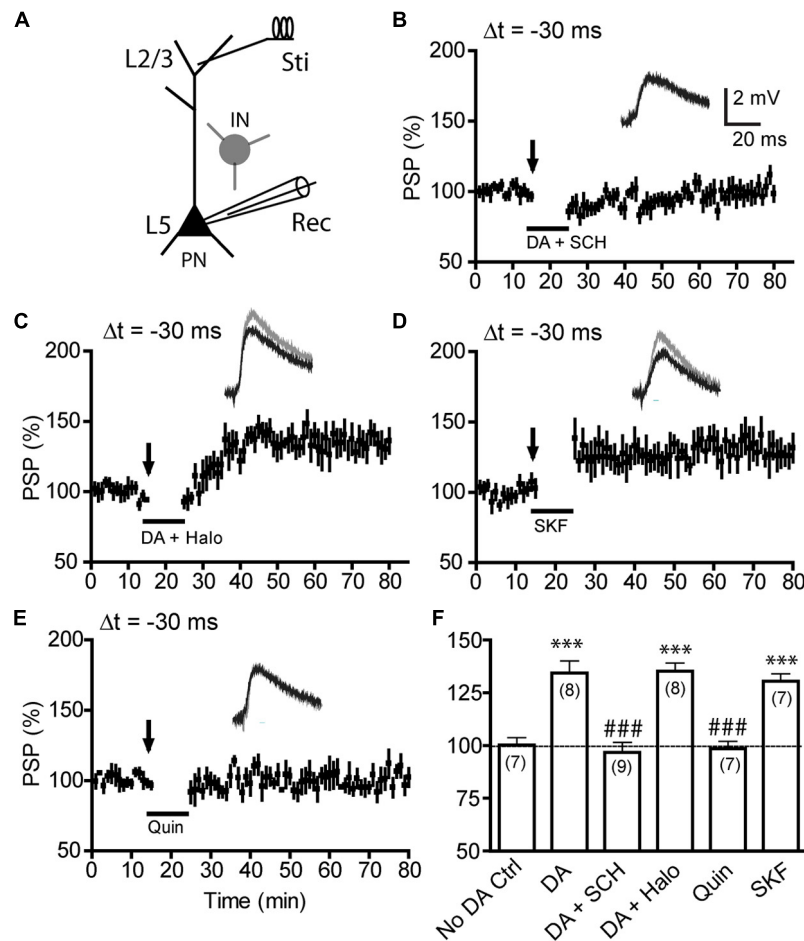 A
L2/3
Sti
IN
L5
PN
Rec
B
Δt = -30 ms
200
150
100
50
PSP (%)
2 mV
20 ms
DA + SCH
0 10 20 30 40 50 60 70 80
C
Δt = -30 ms
200
150
100
50
PSP (%)
DA + Halo
0 10 20 30 40 50 60 70 80
D
Δt = -30 ms
200
150
100
50
SKF
0 10 20 30 40 50 60 70 80
E
Δt = -30 ms
200
150
100
50
PSP (%)
Quin
0 10 20 30 40 50 60 70 80
Time (min)
F
150
125
100
75
50
*** *** ***
### ###
(7) (8) (9) (8) (7) (7)
No DA Ctrl
DA
DA + SCH
DA + Halo
Quin
SKF